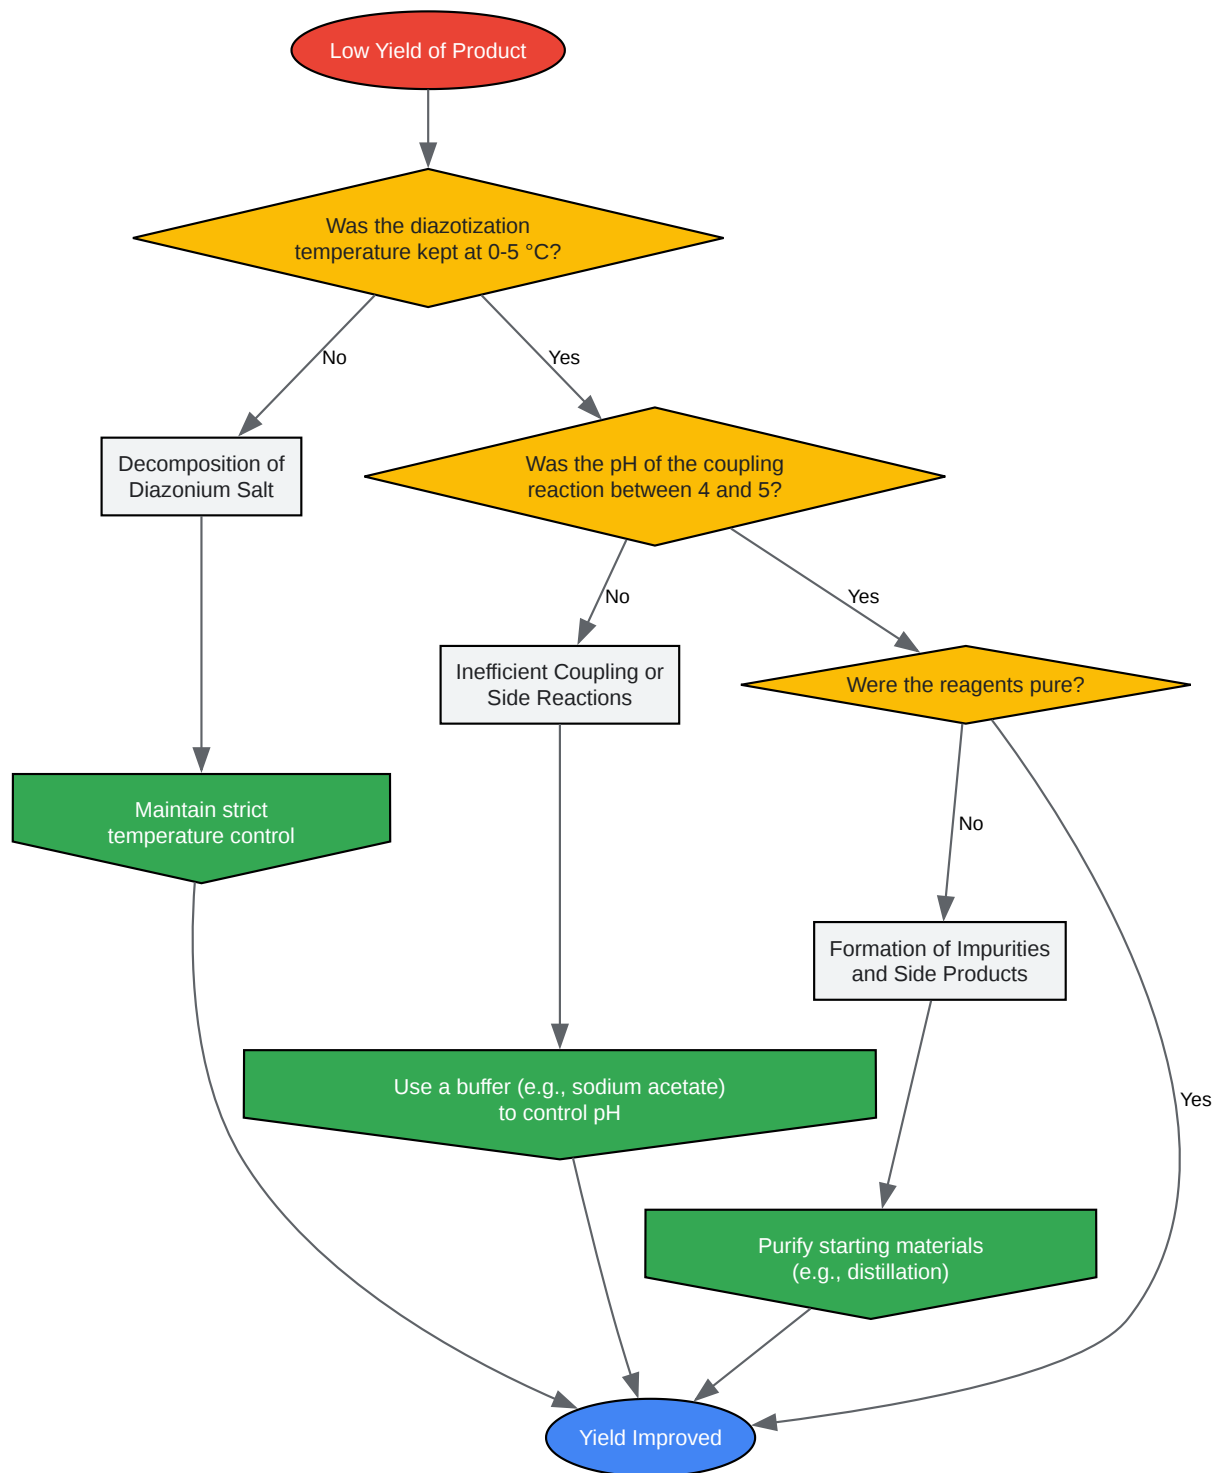 Low Yield of Product
Was the diazotization
temperature kept at 0-5 °C?
No
Yes
Decomposition of
Diazonium Salt
Was the pH of the coupling
reaction between 4 and 5?
No
Yes
Inefficient Coupling or
Side Reactions
Were the reagents pure?
Maintain strict
temperature control
No
Formation of Impurities
and Side Products
Use a buffer (e.g., sodium acetate)
to control pH
Yes
Purify starting materials
(e.g., distillation)
Yield Improved